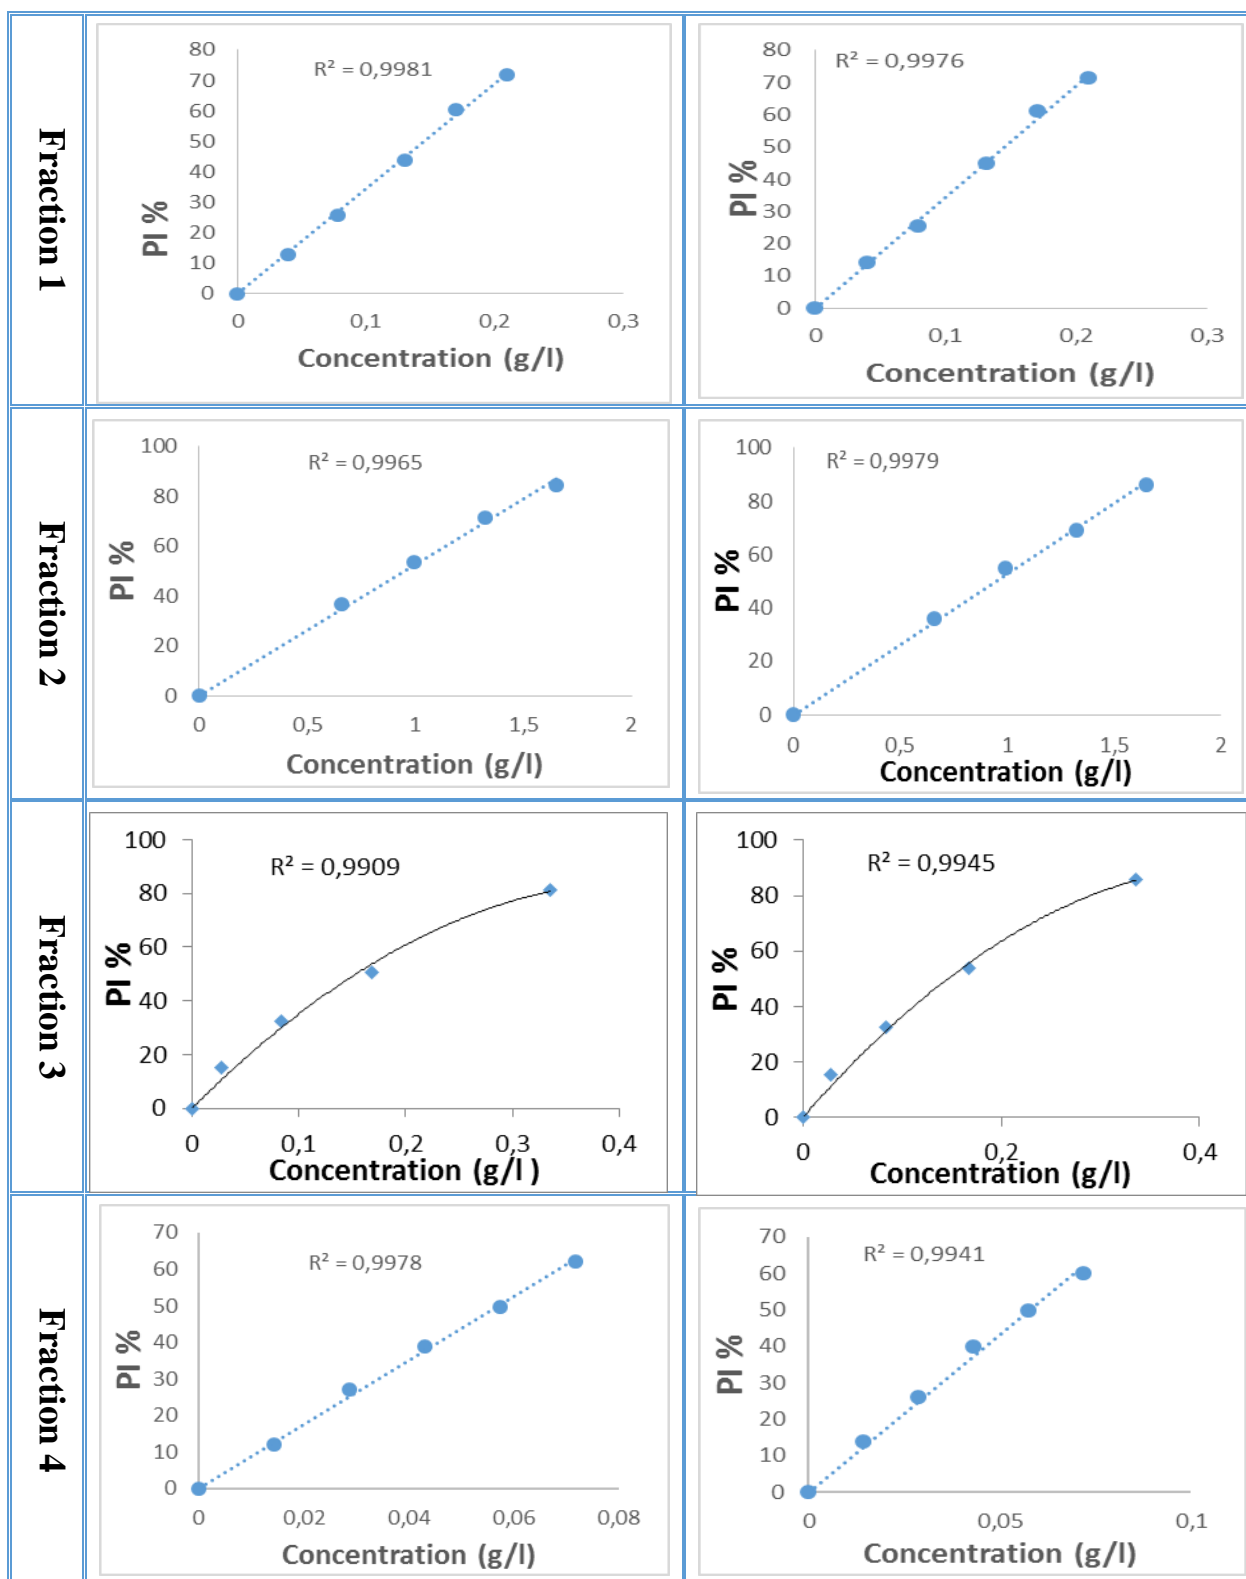 Fraction 1
R² = 0,9981
PI %
80
70
60
50
40
30
20
10
0
0 0,1 0,2 0,3
Concentration (g/l)
R² = 0,9976
PI %
80
70
60
50
40
30
20
10
0
0 0,1 0,2 0,3
Concentration (g/l)
Fraction 2
R² = 0,9965
PI %
100
80
60
40
20
0
0 0,5 1 1,5 2
Concentration (g/l)
R² = 0,9979
PI %
100
80
60
40
20
0
0 0,5 1 1,5 2
Concentration (g/l)
Fraction 3
R² = 0,9909
PI %
100
80
60
40
20
0
0 0,1 0,2 0,3 0,4
Concentration (g/l )
R² = 0,9945
PI %
100
80
60
40
20
0
0 0,2 0,4
Concentration (g/l)
Fraction 4
R² = 0,9978
PI %
70
60
50
40
30
20
10
0
0 0,02 0,04 0,06 0,08
Concentration (g/l)
R² = 0,9941
PI %
70
60
50
40
30
20
10
0
0 0,05 0,1
Concentration (g/l)